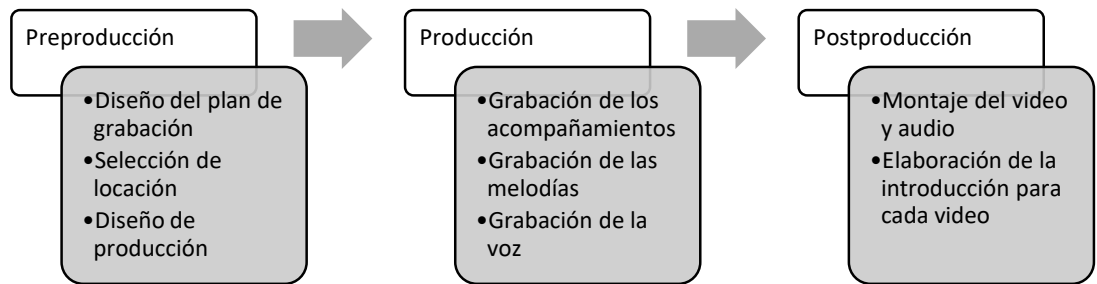 Preproducción
•Diseño del plan de
grabación
•Selección de
locación
•Diseño de
producción
Producción
•Grabación de los
acompañamientos
•Grabación de las
melodías
•Grabación de la
voz
Postproducción
•Montaje del video
y audio
•Elaboración de la
introducción para
cada video